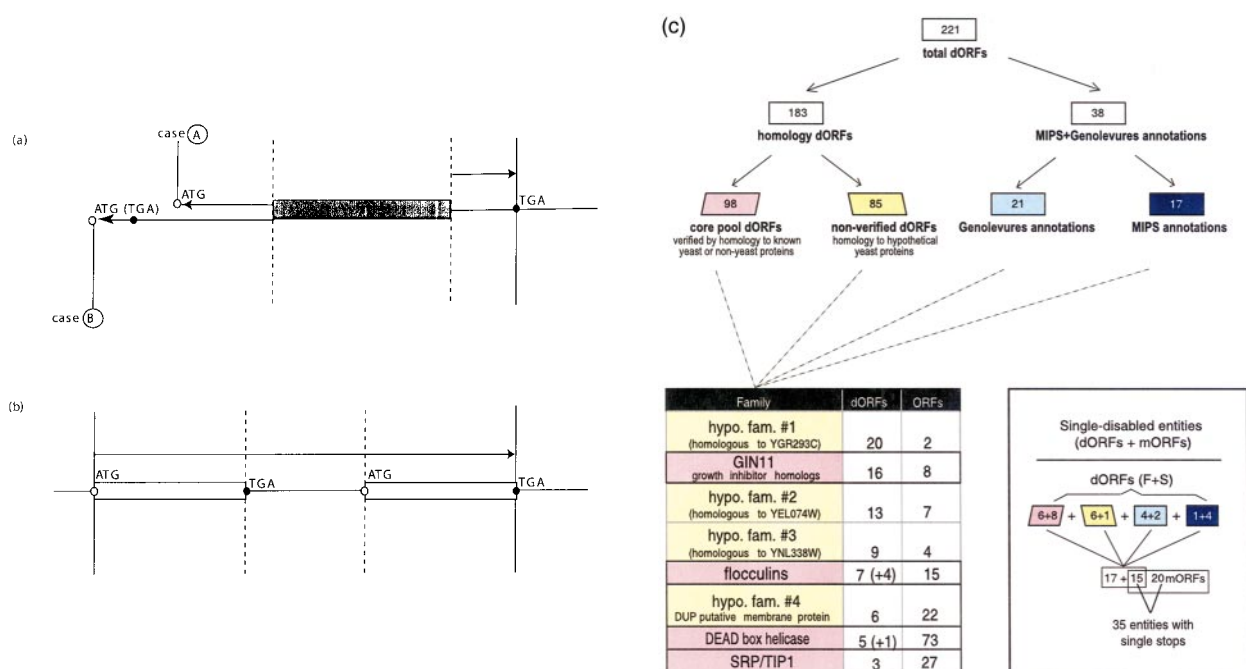 (a)
case A
ATG
ATG (TGA)
TGA
case B
(b)
ATG
TGA
ATG
TGA
(c)
221
total dORFs
183
homology dORFs
38
MIPS+Genolevures annotations
98
core pool dORFs
verified by homology to known
yeast or non-yeast proteins
85
non-verified dORFs
homology to hypothetical
yeast proteins
21
Genolevures annotations
17
MIPS annotations
Family dORFs ORFs
hypo. fam. #1
(homologous to YGR293C) 20 2
GIN11
growth inhibitor homologs 16 8
hypo. fam. #2
(homologous to YEL074W) 13 7
hypo. fam. #3
(homologous to YNL338W) 9 4
flocculins 7 (+4) 15
hypo. fam. #4
DUP putative membrane protein 6 22
DEAD box helicase 5 (+1) 73
SRP/TIP1 3 27
Single-disabled entities
(dORFs + mORFs)
dORFs (F+S)
6+8 + 6+1 + 4+2 + 1+4
17 + 15 20mORFs
35 entities with
single stops